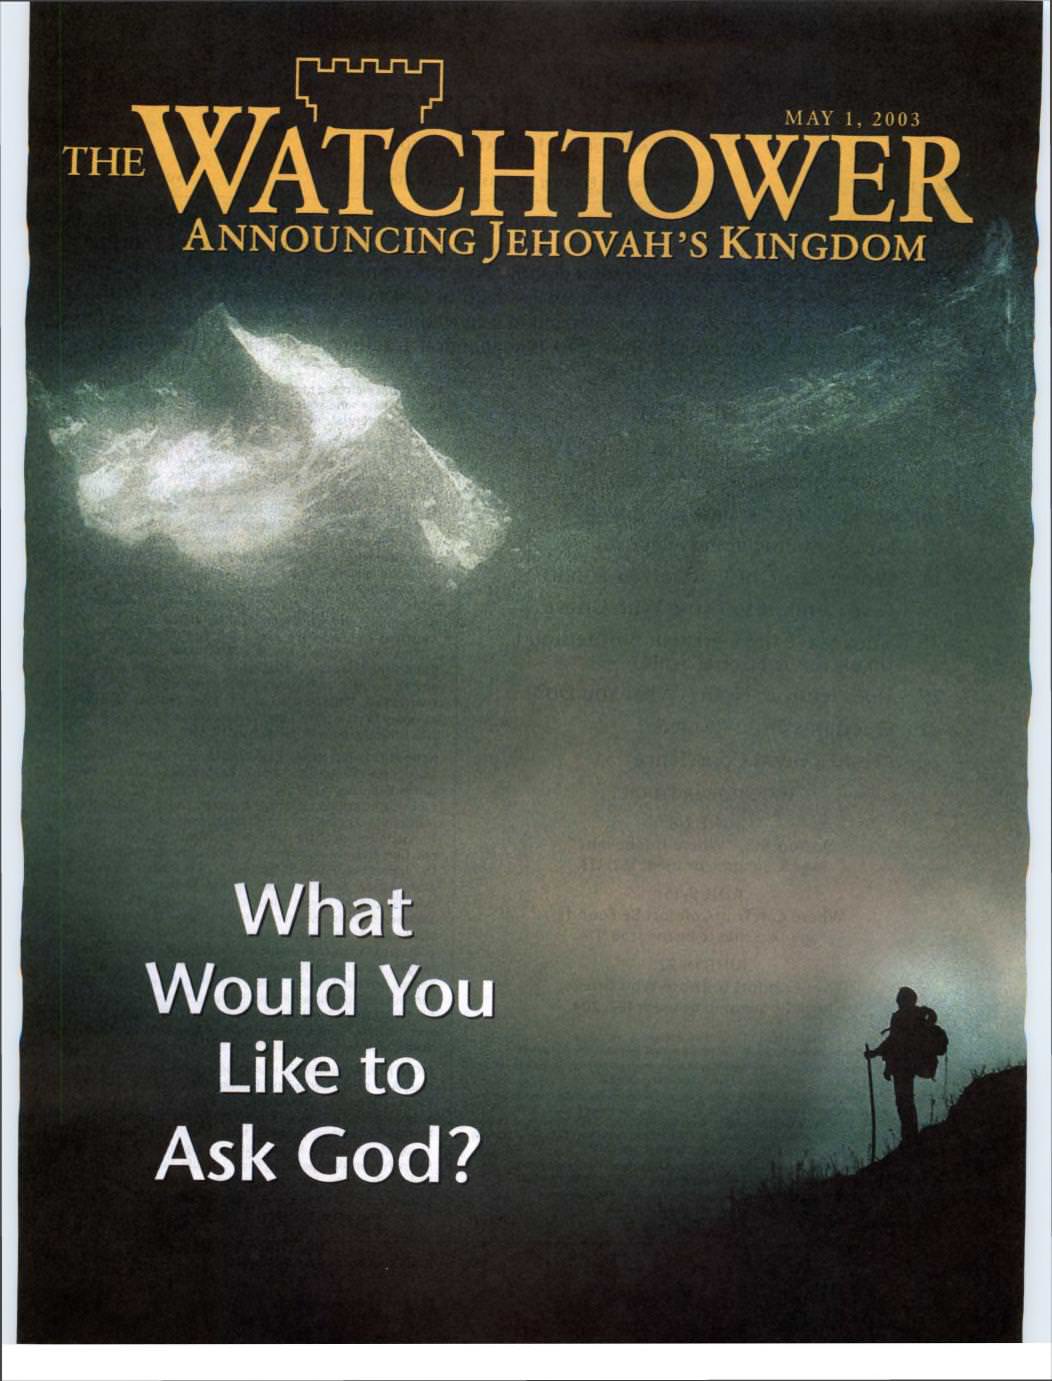 MAY 1, 2003
THE WATCHTOWER
ANNOUNCING JEHOVAH'S KINGDOM
What
Would You
Like to
Ask God?